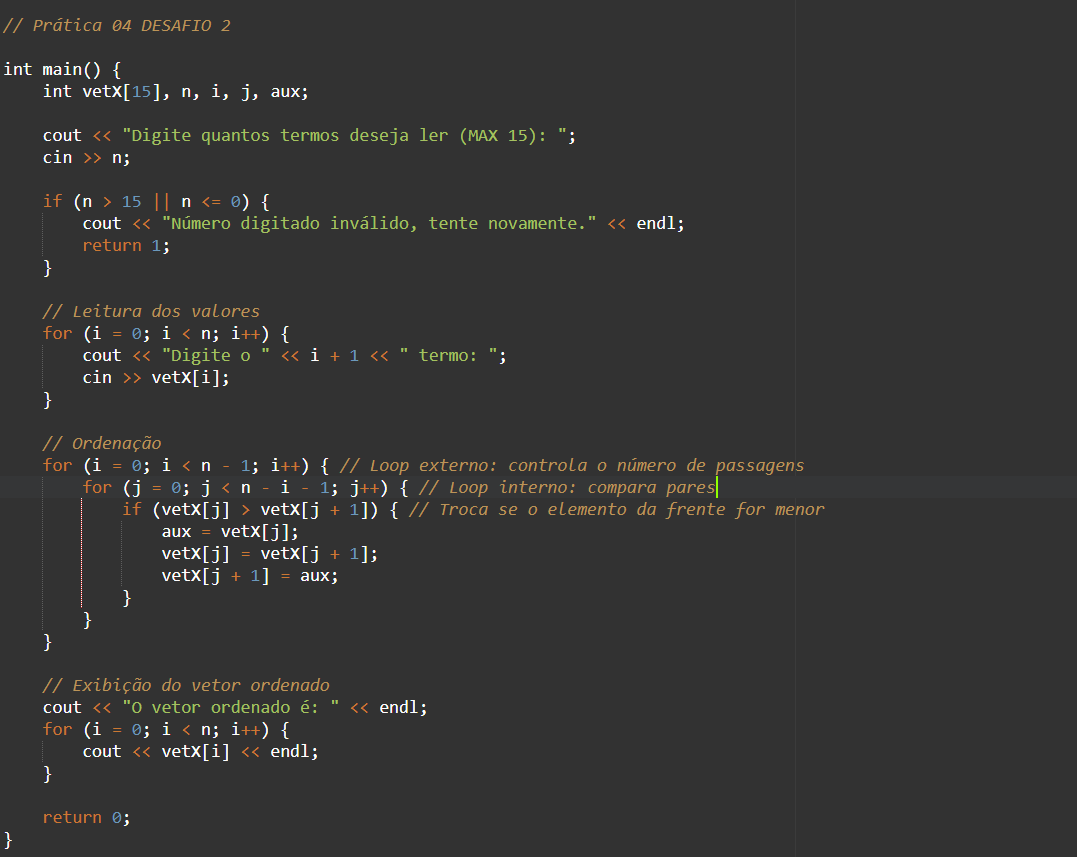 // Prática 04 DESAFIO 2
int main() {
int vetX[15], n, i, j, aux;
cout << "Digite quantos termos deseja ler (MAX 15): ";
cin >> n;
if (n > 15 || n <= 0) {
cout << "Número digitado inválido, tente novamente." << endl;
return 1;
}
// Leitura dos valores
for (i = 0; i < n; i++) {
cout << "Digite o " << i + 1 << " termo: ";
cin >> vetX[i];
}
// Ordenação
for (i = 0; i < n - 1; i++) { // Loop externo: controla o número de passagens
for (j = 0; j < n - i - 1; j++) { // Loop interno: compara pares
if (vetX[j] > vetX[j + 1]) { // Troca se o elemento da frente for menor
aux = vetX[j];
vetX[j] = vetX[j + 1];
vetX[j + 1] = aux;
}
}
}
// Exibição do vetor ordenado
cout << "O vetor ordenado é: " << endl;
for (i = 0; i < n; i++) {
cout << vetX[i] << endl;
}
return 0;
}